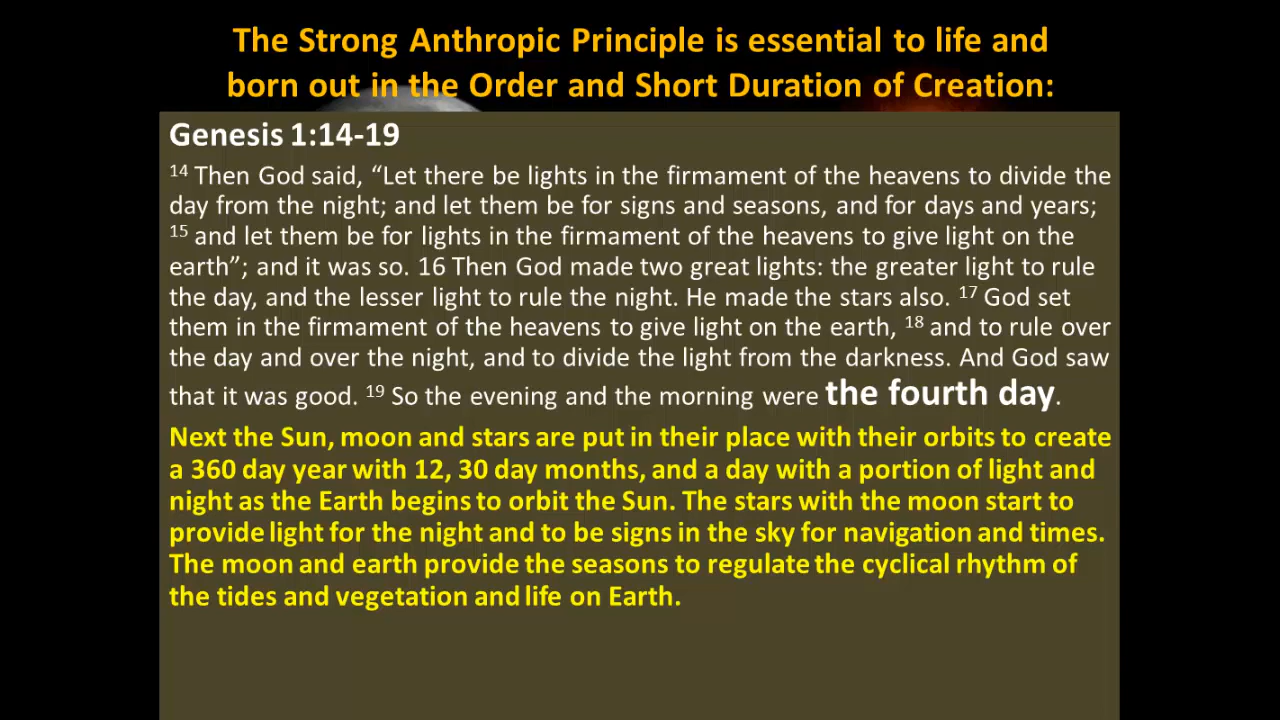 The Strong Anthropic Principle is essential to life and
born out in the Order and Short Duration of Creation:
Genesis 1:14-19
14 Then God said, “Let there be lights in the firmament of the heavens to divide the
day from the night; and let them be for signs and seasons, and for days and years;
15 and let them be for lights in the firmament of the heavens to give light on the
earth”; and it was so. 16 Then God made two great lights: the greater light to rule
the day, and the lesser light to rule the night. He made the stars also. 17 God set
them in the firmament of the heavens to give light on the earth, 18 and to rule over
the day and over the night, and to divide the light from the darkness. And God saw
that it was good. 19 So the evening and the morning were the fourth day.
Next the Sun, moon and stars are put in their place with their orbits to create
a 360 day year with 12, 30 day months, and a day with a portion of light and
night as the Earth begins to orbit the Sun. The stars with the moon start to
provide light for the night and to be signs in the sky for navigation and times.
The moon and earth provide the seasons to regulate the cyclical rhythm of
the tides and vegetation and life on Earth.